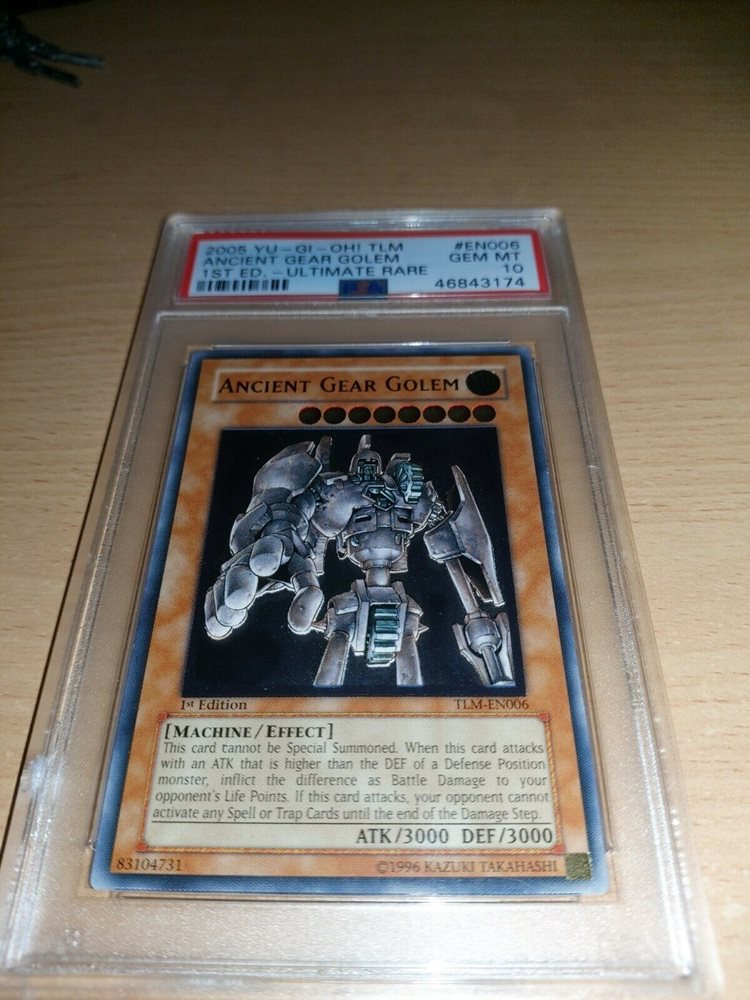 2005 YU-GI-OH! TLM #EN006
ANCIENT GEAR GOLEM GEM MT
1ST ED. - ULTIMATE RARE 10
PSA 46843174
ANCIENT GEAR GOLEM
1st Edition TLM-EN006
[MACHINE/EFFECT]
This card cannot be Special Summoned. When this card attacks
with an ATK that is higher than the DEF of a Defense Position
monster, inflict the difference as Battle Damage to your
opponent's Life Points. If this card attacks, your opponent cannot
activate any Spell or Trap Cards until the end of the Damage Step.
ATK/3000 DEF/3000
83104731 ©1996 KAZUKI TAKAHASHI